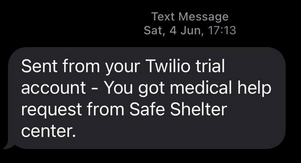 Text Message
Sat, 4 Jun, 17:13
Sent from your Twilio trial
account - You got medical help
request from Safe Shelter
center.